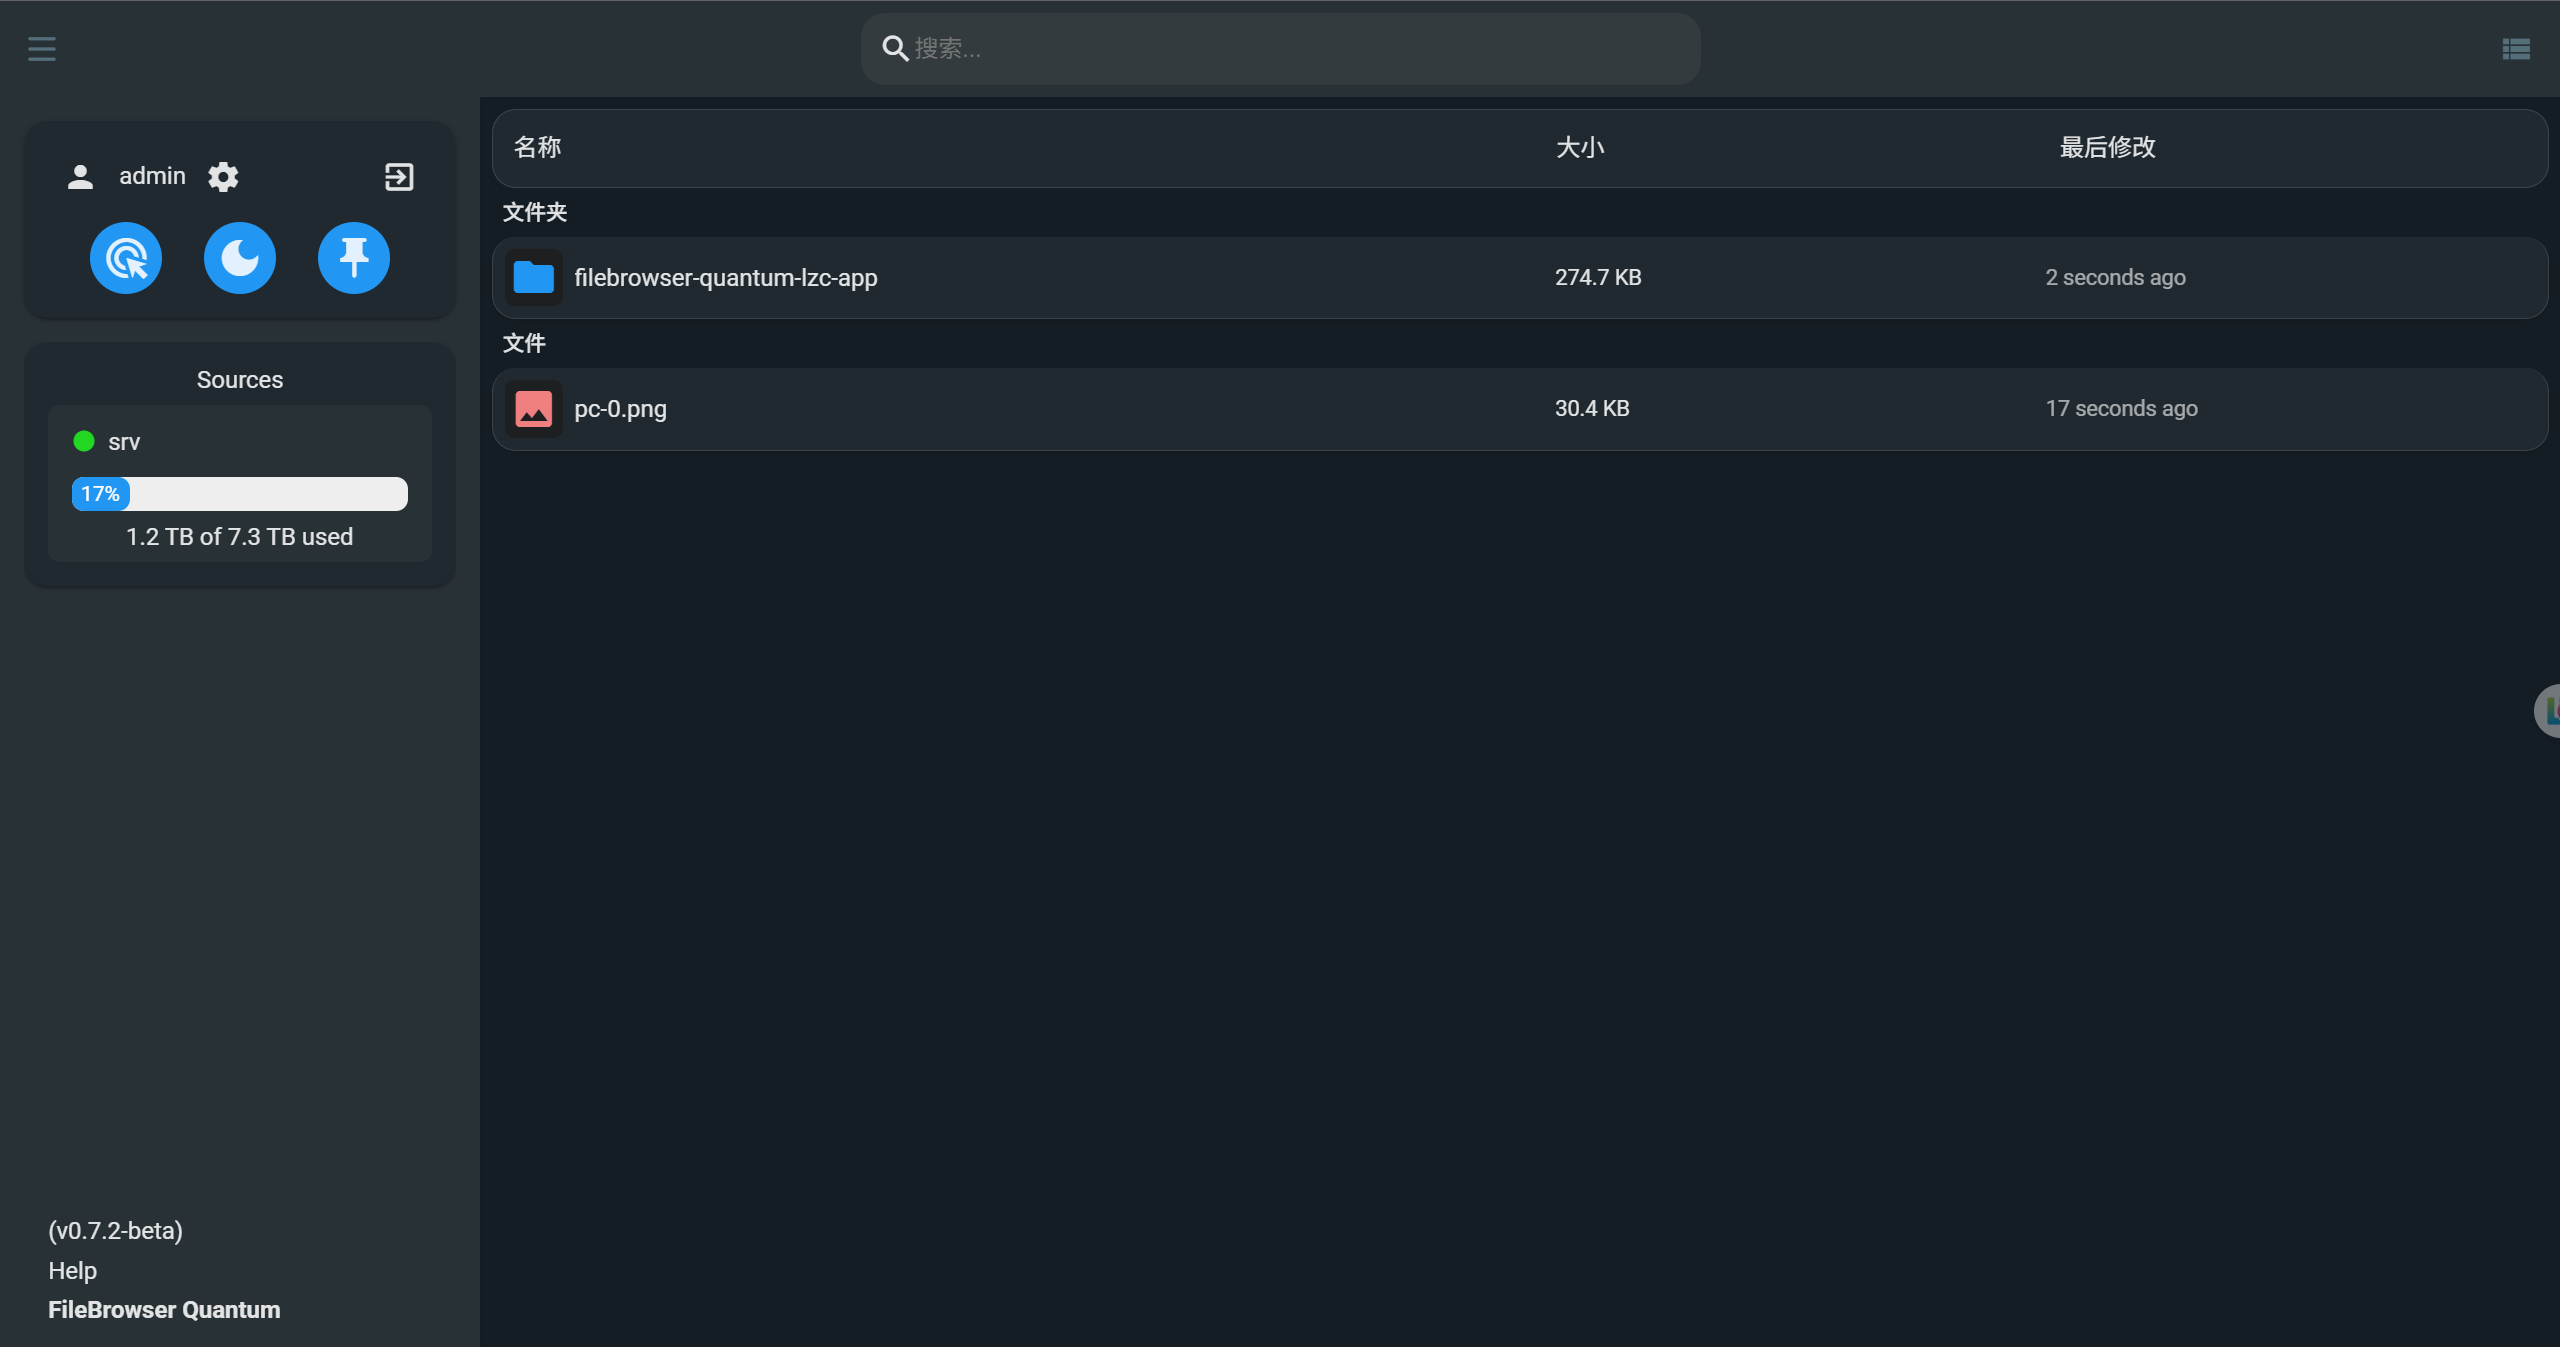 搜索...
admin
Sources
srv
17%
1.2 TB of 7.3 TB used
(v0.7.2-beta)
Help
FileBrowser Quantum
名称 大小 最后修改
文件夹
filebrowser-quantum-lzc-app 274.7 KB 2 seconds ago
文件
pc-0.png 30.4 KB 17 seconds ago